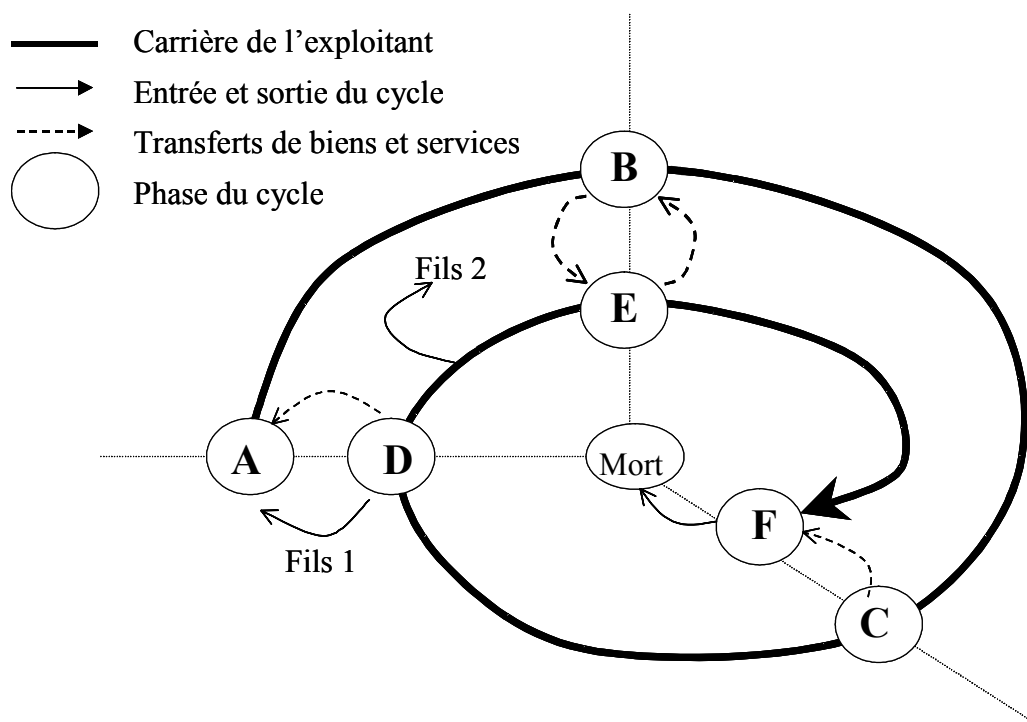 Carrière de l’exploitant
Entrée et sortie du cycle
Transferts de biens et services
Phase du cycle
B
Fils 2
E
A
D
Mort
F
Fils 1
C